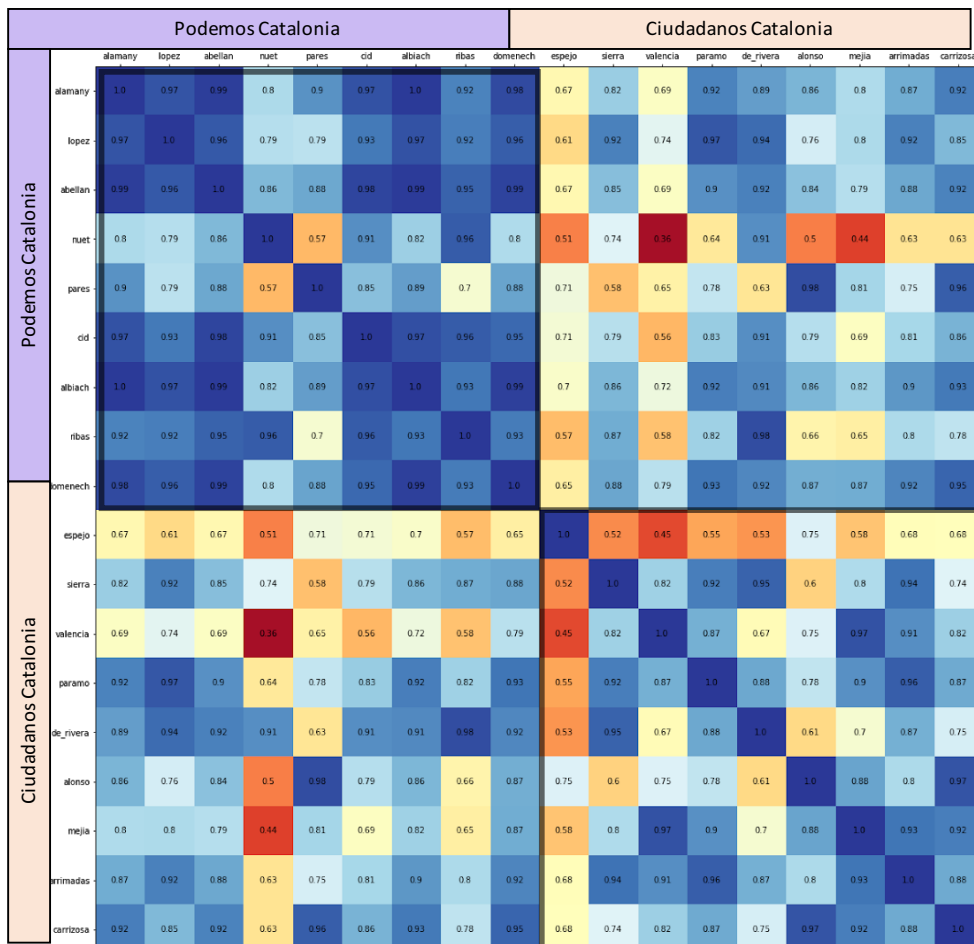 Podemos Catalonia Ciudadanos Catalonia
alamany lopez abellan nuet pares cid albiach ribas domenech espejo sierra valencia paramo de_rivera alonso mejia arrimadas carrizosa
Podemos Catalonia
alamany 1.0 0.97 0.99 0.8 0.9 0.97 1.0 0.92 0.98 0.67 0.82 0.69 0.92 0.89 0.86 0.8 0.87 0.92
lopez 0.97 1.0 0.96 0.79 0.79 0.93 0.97 0.92 0.96 0.61 0.92 0.74 0.97 0.94 0.76 0.8 0.92 0.85
abellan 0.99 0.96 1.0 0.86 0.88 0.98 0.99 0.95 0.99 0.67 0.85 0.69 0.9 0.92 0.84 0.79 0.88 0.92
nuet 0.8 0.79 0.86 1.0 0.57 0.91 0.82 0.96 0.8 0.51 0.74 0.36 0.64 0.91 0.5 0.44 0.63 0.63
pares 0.9 0.79 0.88 0.57 1.0 0.85 0.89 0.7 0.88 0.71 0.58 0.65 0.78 0.63 0.98 0.81 0.75 0.96
cid 0.97 0.93 0.98 0.91 0.85 1.0 0.97 0.96 0.95 0.71 0.79 0.56 0.83 0.91 0.79 0.69 0.81 0.86
albiach 1.0 0.97 0.99 0.82 0.89 0.97 1.0 0.93 0.99 0.7 0.86 0.72 0.92 0.91 0.86 0.82 0.9 0.93
ribas 0.92 0.92 0.95 0.96 0.7 0.96 0.93 1.0 0.93 0.57 0.87 0.58 0.82 0.98 0.66 0.65 0.8 0.78
omenech 0.98 0.96 0.99 0.8 0.88 0.95 0.99 0.93 1.0 0.65 0.88 0.79 0.93 0.92 0.87 0.87 0.92 0.95
Ciudadanos Catalonia
espejo 0.67 0.61 0.67 0.51 0.71 0.71 0.7 0.57 0.65 1.0 0.52 0.45 0.55 0.53 0.75 0.58 0.68 0.68
sierra 0.82 0.92 0.85 0.74 0.58 0.79 0.86 0.87 0.88 0.52 1.0 0.82 0.92 0.95 0.6 0.8 0.94 0.74
valencia 0.69 0.74 0.69 0.36 0.65 0.56 0.72 0.58 0.79 0.45 0.82 1.0 0.87 0.67 0.75 0.97 0.91 0.82
paramo 0.92 0.97 0.9 0.64 0.78 0.83 0.92 0.82 0.93 0.55 0.92 0.87 1.0 0.88 0.78 0.9 0.96 0.87
de_rivera 0.89 0.94 0.92 0.91 0.63 0.91 0.91 0.98 0.92 0.53 0.95 0.67 0.88 1.0 0.61 0.7 0.87 0.75
alonso 0.86 0.76 0.84 0.5 0.98 0.79 0.86 0.66 0.87 0.75 0.6 0.75 0.78 0.61 1.0 0.88 0.8 0.97
mejia 0.8 0.8 0.79 0.44 0.81 0.69 0.82 0.65 0.87 0.58 0.8 0.97 0.9 0.7 0.88 1.0 0.93 0.92
arrimadas 0.87 0.92 0.88 0.63 0.75 0.81 0.9 0.8 0.92 0.68 0.94 0.91 0.96 0.87 0.8 0.93 1.0 0.88
carrizosa 0.92 0.85 0.92 0.63 0.96 0.86 0.93 0.78 0.95 0.68 0.74 0.82 0.87 0.75 0.97 0.92 0.88 1.0